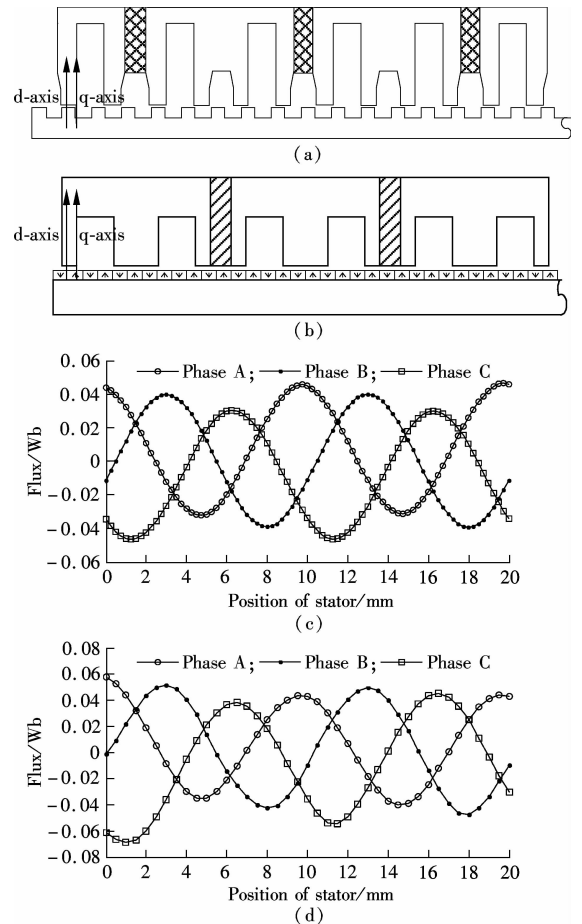 d-axis q-axis
(a)
d-axis q-axis
(b)
0.06
0.04
0.02
0
-0.02
-0.04
-0.06
Flux/Wb
Phase A; Phase B; Phase C
0 2 4 6 8 10 12 14 16 18 20
Position of stator/mm
(c)
0.08
0.06
0.04
0.02
0
-0.02
-0.04
-0.06
-0.08
Flux/Wb
Phase A; Phase B; Phase C
0 2 4 6 8 10 12 14 16 18 20
Position of stator/mm
(d)